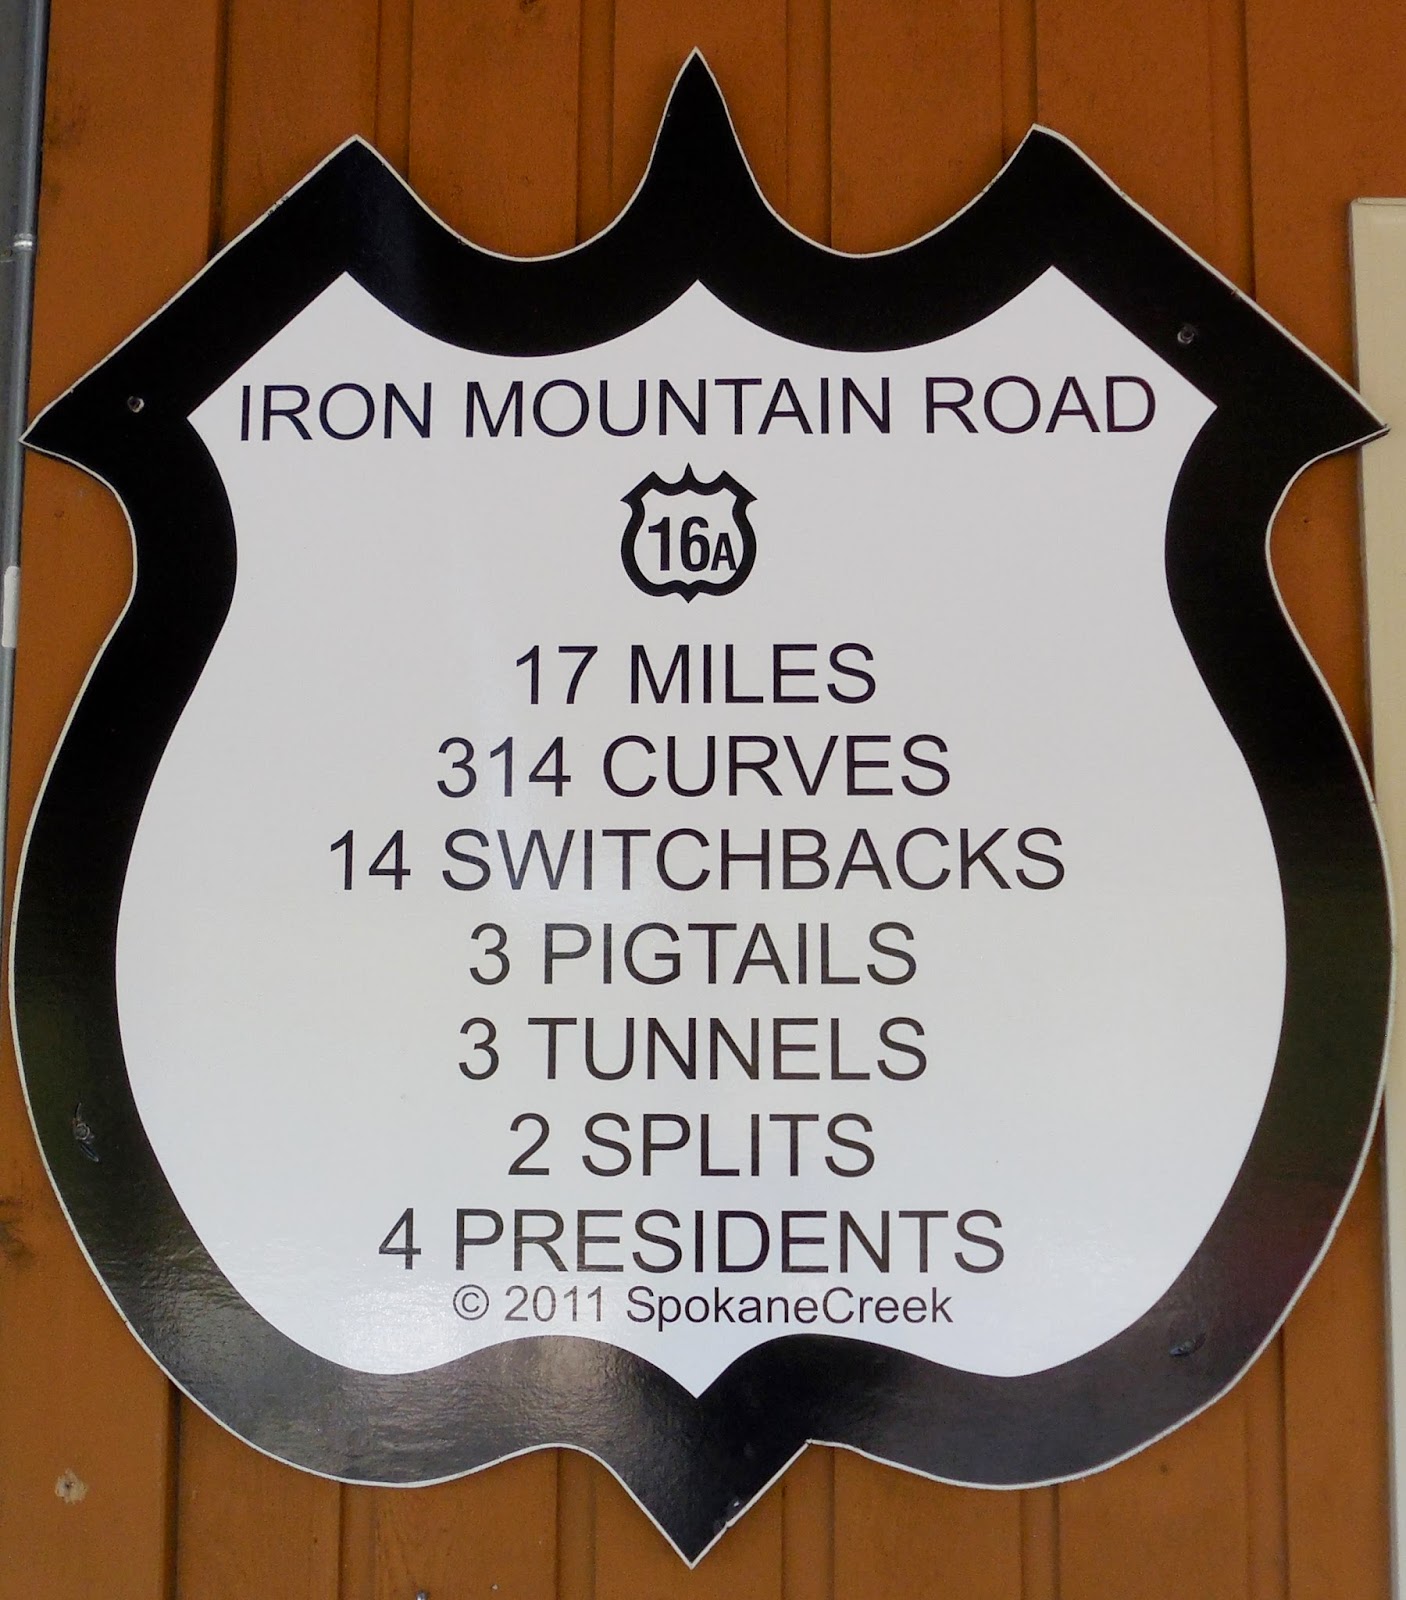 IRON MOUNTAIN ROAD
16A
17 MILES
314 CURVES
14 SWITCHBACKS
3 PIGTAILS
3 TUNNELS
2 SPLITS
4 PRESIDENTS
© 2011 SpokaneCreek